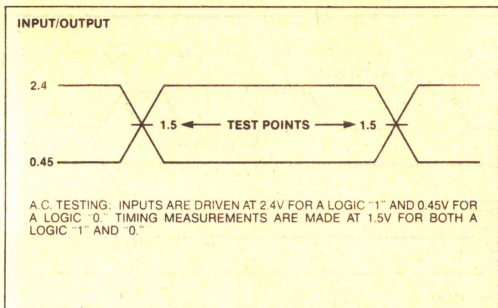 INPUT/OUTPUT
2.4
1.5 TEST POINTS 1.5
0.45
A.C. TESTING: INPUTS ARE DRIVEN AT 2.4V FOR A LOGIC "1" AND 0.45V FOR
A LOGIC "0." TIMING MEASUREMENTS ARE MADE AT 1.5V FOR BOTH A
LOGIC "1" AND "0."